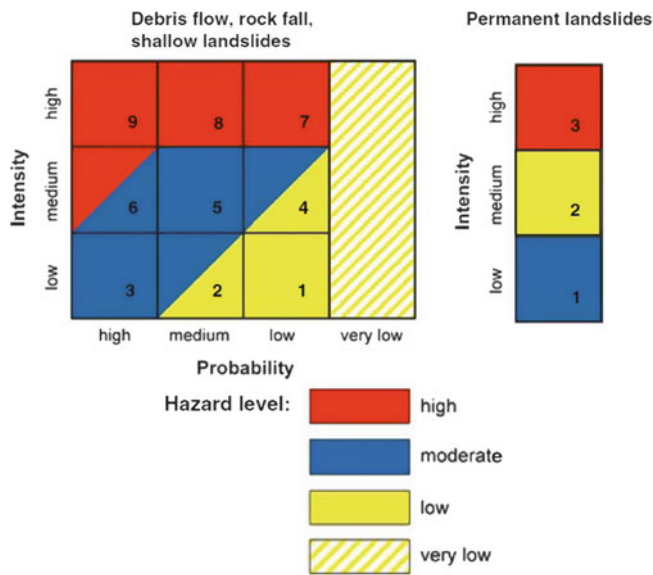 Debris flow, rock fall,
shallow landslides
Permanent landslides
Intensity
high
medium
low
9 8 7
6 5 4
3 2 1
high medium low very low
Probability
Intensity
high
medium
low
3
2
1
Hazard level:
high
moderate
low
very low